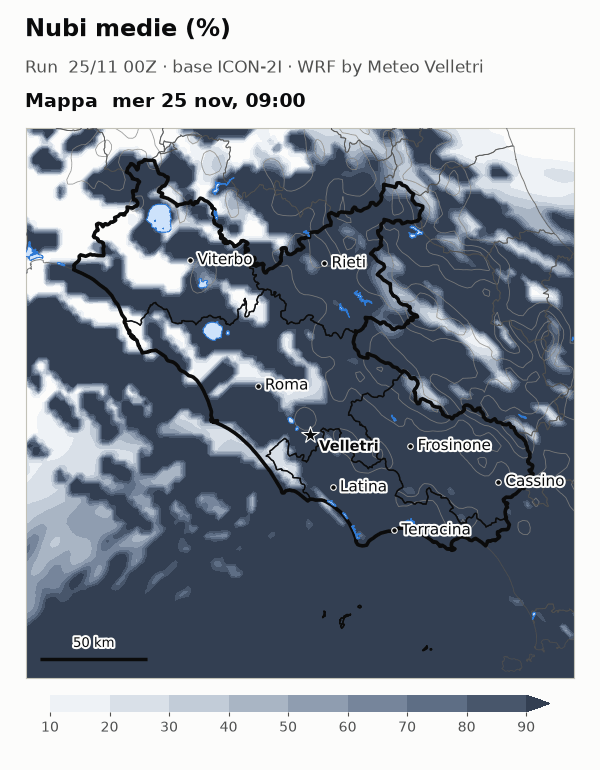 Nubi medie (%)
Run  25/11 00Z · base ICON-2I · WRF by Meteo Velletri
Mappa  mer 25 nov, 09:00
Viterbo
Rieti
Roma
Velletri
Frosinone
Latina
Cassino
Terracina
50 km
10 20 30 40 50 60 70 80 90